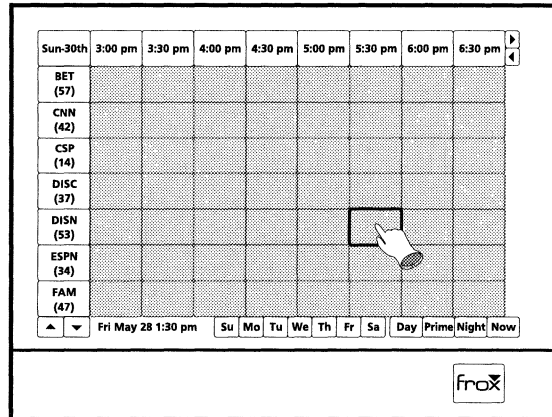 Sun-30th 3:00 pm 3:30 pm 4:00 pm 4:30 pm 5:00 pm 5:30 pm 6:00 pm 6:30 pm
BET
(57)
CNN
(42)
CSP
(14)
DISC
(37)
DISN
(53)
ESPN
(34)
FAM
(47)
Fri May 28 1:30 pm Su Mo Tu We Th Fr Sa Day Prime Night Now
frox